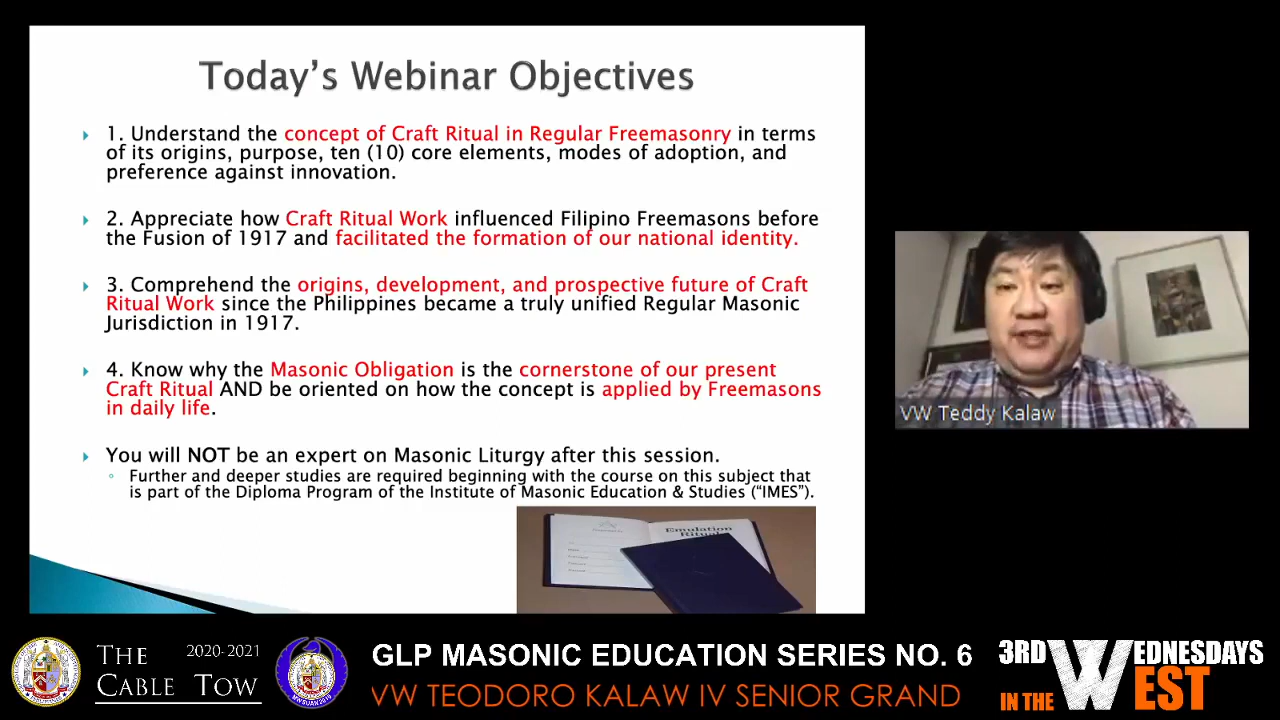 Today's Webinar Objectives
1. Understand the concept of Craft Ritual in Regular Freemasonry in terms
of its origins, purpose, ten (10) core elements, modes of adoption, and
preference against innovation.
2. Appreciate how Craft Ritual Work influenced Filipino Freemasons before
the Fusion of 1917 and facilitated the formation of our national identity.
3. Comprehend the origins, development, and prospective future of Craft
Ritual Work since the Philippines became a truly unified Regular Masonic
Jurisdiction in 1917.
4. Know why the Masonic Obligation is the cornerstone of our present
Craft Ritual AND be oriented on how the concept is applied by Freemasons
in daily life.
You will NOT be an expert on Masonic Liturgy after this session.
Further and deeper studies are required beginning with the course on this subject that
is part of the Diploma Program of the Institute of Masonic Education & Studies ("IMES").
Emulation
Ritual
VW Teddy Kalaw
THE 2020-2021
CABLE TOW
GLP MASONIC EDUCATION SERIES NO. 6
VW TEODORO KALAW IV SENIOR GRAND
3RD WEDNESDAYS
IN THE WEST